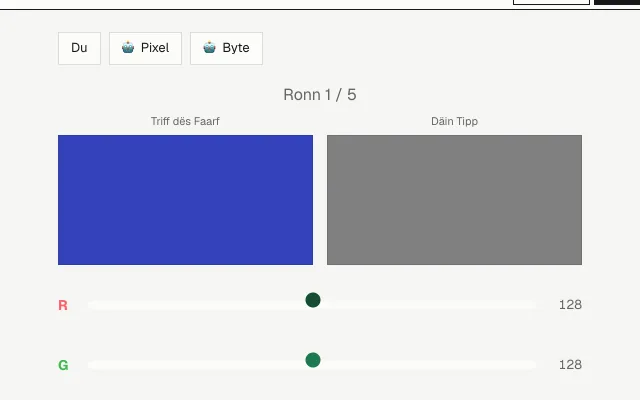 Du
Pixel
Byte
Ronn 1 / 5
Triff dës Faarf
Däin Tipp
R
128
G
128